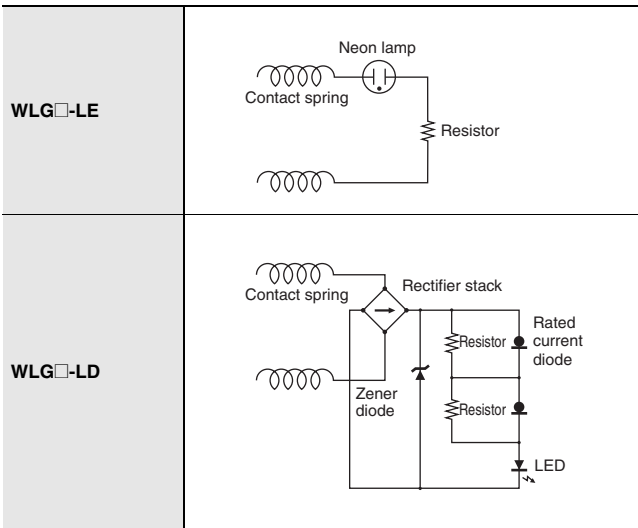 WLG□-LE
Neon lamp
Contact spring
Resistor
WLG□-LD
Contact spring
Rectifier stack
Resistor
Rated
current
diode
Zener
diode
Resistor
LED